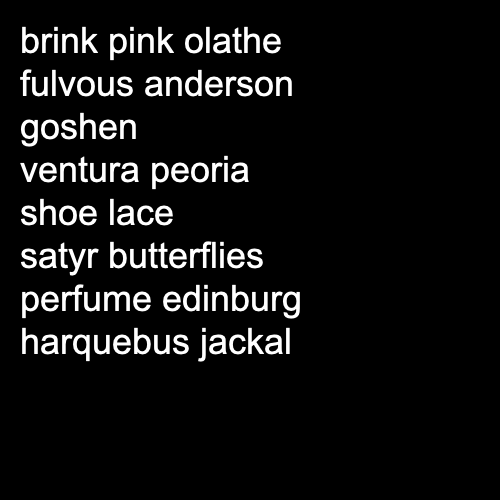 brink pink olathe
fulvous anderson
goshen
ventura peoria
shoe lace
satyr butterflies
perfume edinburg
harquebus jackal